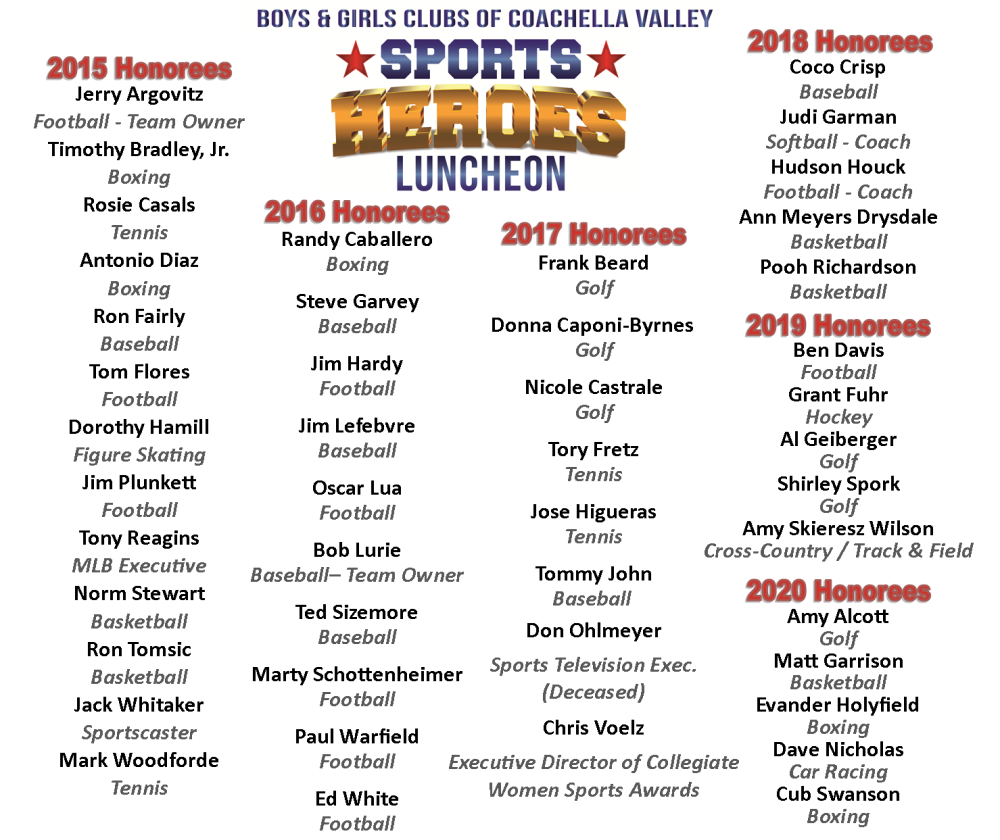 BOYS & GIRLS CLUBS OF COACHELLA VALLEY
SPORTS
HEROES
LUNCHEON
2015 Honorees
Jerry Argovitz
Football - Team Owner
Timothy Bradley, Jr.
Boxing
Rosie Casals
Tennis
Antonio Diaz
Boxing
Ron Fairly
Baseball
Tom Flores
Football
Dorothy Hamill
Figure Skating
Jim Plunkett
Football
Tony Reagins
MLB Executive
Norm Stewart
Basketball
Ron Tomsic
Basketball
Jack Whitaker
Sportscaster
Mark Woodforde
Tennis
2016 Honorees
Randy Caballero
Boxing
Steve Garvey
Baseball
Jim Hardy
Football
Jim Lefebvre
Baseball
Oscar Lua
Football
Bob Lurie
Baseball– Team Owner
Ted Sizemore
Baseball
Marty Schottenheimer
Football
Paul Warfield
Football
Ed White
Football
2017 Honorees
Frank Beard
Golf
Donna Caponi-Byrnes
Golf
Nicole Castrale
Golf
Tory Fretz
Tennis
Jose Higueras
Tennis
Tommy John
Baseball
Don Ohlmeyer
Sports Television Exec.
(Deceased)
Chris Voelz
Executive Director of Collegiate
Women Sports Awards
2018 Honorees
Coco Crisp
Baseball
Judi Garman
Softball - Coach
Hudson Houck
Football - Coach
Ann Meyers Drysdale
Basketball
Pooh Richardson
Basketball
2019 Honorees
Ben Davis
Football
Grant Fuhr
Hockey
Al Geiberger
Golf
Shirley Spork
Golf
Amy Skieresz Wilson
Cross-Country / Track & Field
2020 Honorees
Amy Alcott
Golf
Matt Garrison
Basketball
Evander Holyfield
Boxing
Dave Nicholas
Car Racing
Cub Swanson
Boxing